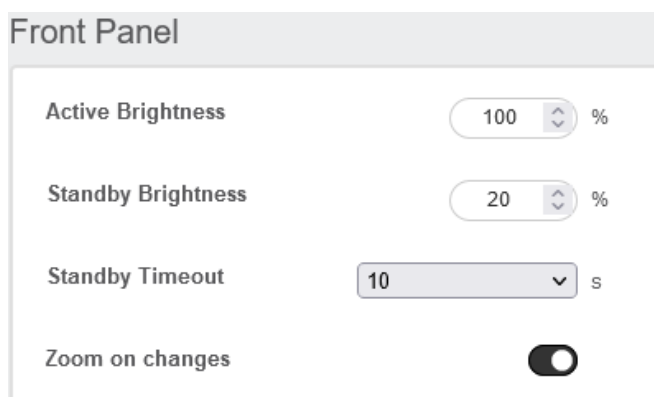 Front Panel
Active Brightness 100 %
Standby Brightness 20 %
Standby Timeout 10 s
Zoom on changes